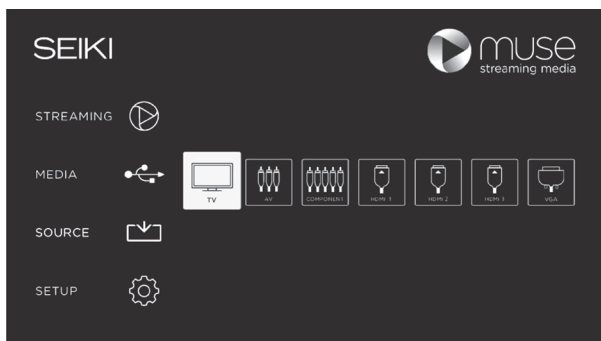 SEIKI
muse
streaming media
STREAMING
MEDIA
TV
AV
COMPONENT
HDMI 1
HDMI 2
HDMI 3
VGA
SOURCE
SETUP